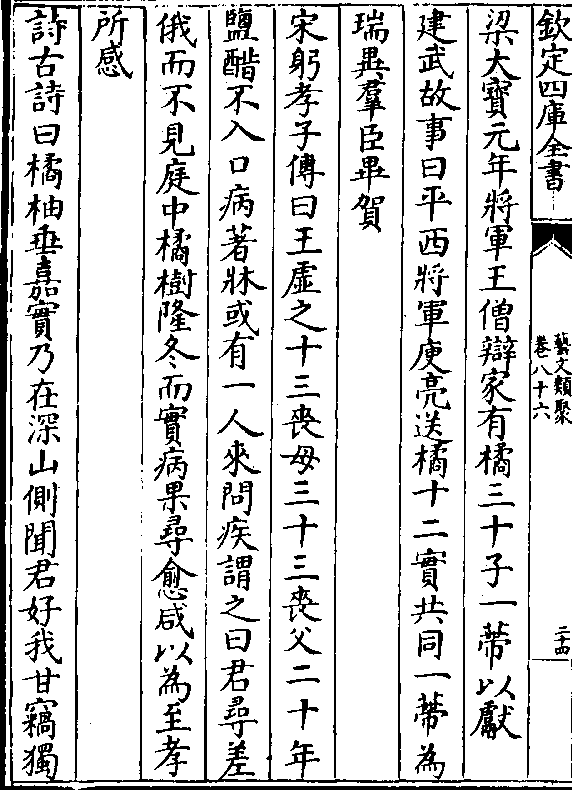 欽定四庫全書
藝文類聚
卷八十六
二十四
梁大寶元年將軍王僧辯家有橘三十子一蔕以獻
建武故事曰平西將軍庾亮送橘十二實共同一蔕為
瑞異羣臣畢賀
宋躬孝子傳曰王虛之十三喪母三十三喪父二十年
鹽醋不入口病著牀或有一人來問疾謂之曰君尋差
俄而不見庭中橘樹隆冬而實病果尋愈咸以為至孝
所感
詩古詩曰橘柚垂嘉實乃在深山側聞君好我甘竊獨